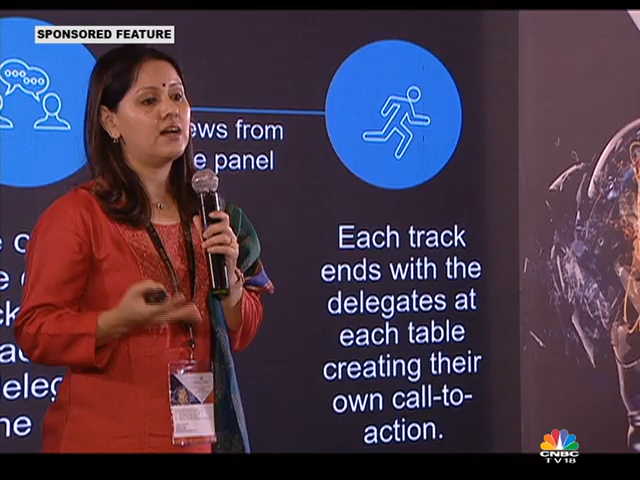 SPONSORED FEATURE
ews from
e panel
Each track
ends with the
delegates at
each table
creating their
own call-to-
action.
CNBC
TV18